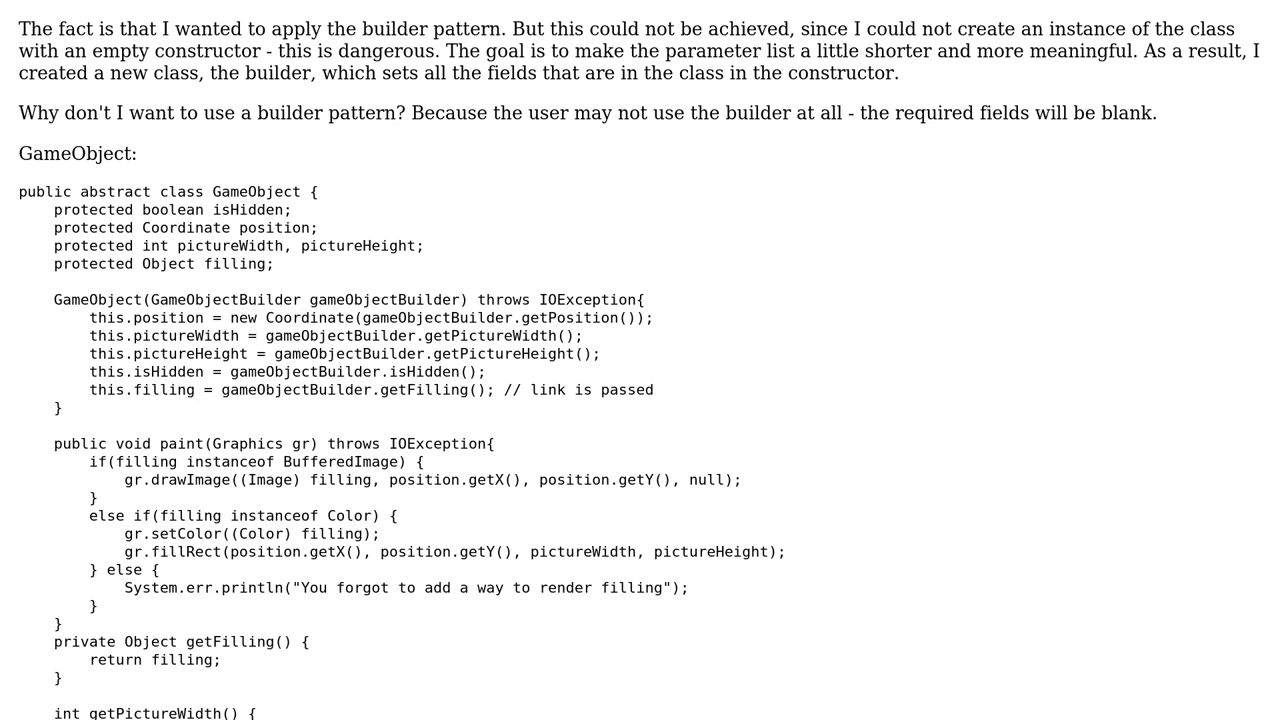 The fact is that I wanted to apply the builder pattern. But this could not be achieved, since I could not create an instance of the class
with an empty constructor - this is dangerous. The goal is to make the parameter list a little shorter and more meaningful. As a result, I
created a new class, the builder, which sets all the fields that are in the class in the constructor.
Why don't I want to use a builder pattern? Because the user may not use the builder at all - the required fields will be blank.
GameObject:
public abstract class GameObject {
    protected boolean isHidden;
    protected Coordinate position;
    protected int pictureWidth, pictureHeight;
    protected Object filling;
    GameObject(GameObjectBuilder gameObjectBuilder) throws IOException{
        this.position = new Coordinate(gameObjectBuilder.getPosition());
        this.pictureWidth = gameObjectBuilder.getPictureWidth();
        this.pictureHeight = gameObjectBuilder.getPictureHeight();
        this.isHidden = gameObjectBuilder.isHidden();
        this.filling = gameObjectBuilder.getFilling(); // link is passed
    }
    public void paint(Graphics gr) throws IOException{
        if(filling instanceof BufferedImage) {
            gr.drawImage((Image) filling, position.getX(), position.getY(), null);
        }
        else if(filling instanceof Color) {
            gr.setColor((Color) filling);
            gr.fillRect(position.getX(), position.getY(), pictureWidth, pictureHeight);
        } else {
            System.err.println("You forgot to add a way to render filling");
        }
    }
    private Object getFilling() {
        return filling;
    }
    int getPictureWidth() {